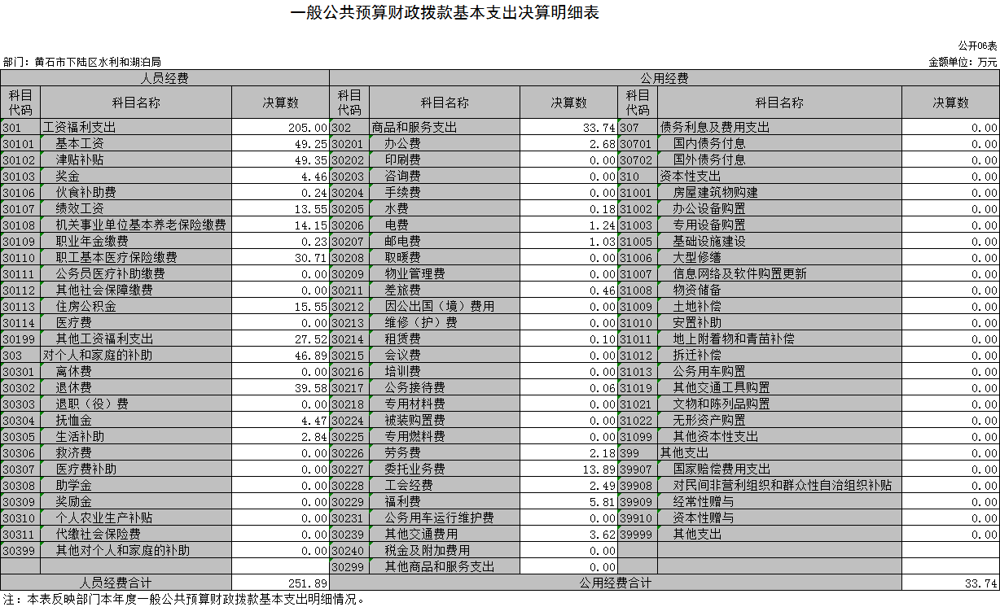 一般公共预算财政拨款基本支出决算明细表
公开06表
部门：黄石市下陆区水利和湖泊局 金额单位：万元
人员经费 公用经费
科目代码 科目名称 决算数 科目代码 科目名称 决算数 科目代码 科目名称 决算数
301 工资福利支出 205.00 302 商品和服务支出 33.74 307 债务利息及费用支出 0.00
30101 基本工资 49.25 30201 办公费 2.68 30701 国内债务付息 0.00
30102 津贴补贴 49.35 30202 印刷费 0.00 30702 国外债务付息 0.00
30103 奖金 4.46 30203 咨询费 0.00 310 资本性支出 0.00
30106 伙食补助费 0.24 30204 手续费 0.00 31001 房屋建筑物购建 0.00
30107 绩效工资 13.55 30205 水费 0.18 31002 办公设备购置 0.00
30108 机关事业单位基本养老保险缴费 14.15 30206 电费 1.24 31003 专用设备购置 0.00
30109 职业年金缴费 0.23 30207 邮电费 1.03 31005 基础设施建设 0.00
30110 职工基本医疗保险缴费 30.71 30208 取暖费 0.00 31006 大型修缮 0.00
30111 公务员医疗补助缴费 0.00 30209 物业管理费 0.00 31007 信息网络及软件购置更新 0.00
30112 其他社会保障缴费 0.00 30211 差旅费 0.46 31008 物资储备 0.00
30113 住房公积金 15.55 30212 因公出国（境）费用 0.00 31009 土地补偿 0.00
30114 医疗费 0.00 30213 维修（护）费 0.00 31010 安置补助 0.00
30199 其他工资福利支出 27.52 30214 租赁费 0.10 31011 地上附着物和青苗补偿 0.00
303 对个人和家庭的补助 46.89 30215 会议费 0.00 31012 拆迁补偿 0.00
30301 离休费 0.00 30216 培训费 0.00 31013 公务用车购置 0.00
30302 退休费 39.58 30217 公务接待费 0.06 31019 其他交通工具购置 0.00
30303 退职（役）费 0.00 30218 专用材料费 0.00 31021 文物和陈列品购置 0.00
30304 抚恤金 4.47 30224 被装购置费 0.00 31022 无形资产购置 0.00
30305 生活补助 2.84 30225 专用燃料费 0.00 31099 其他资本性支出 0.00
30306 救济费 0.00 30226 劳务费 2.18 399 其他支出 0.00
30307 医疗费补助 0.00 30227 委托业务费 13.89 39907 国家赔偿费用支出 0.00
30308 助学金 0.00 30228 工会经费 2.49 39908 对民间非营利组织和群众性自治组织补贴 0.00
30309 奖励金 0.00 30229 福利费 5.81 39909 经常性赠与 0.00
30310 个人农业生产补贴 0.00 30231 公务用车运行维护费 0.00 39910 资本性赠与 0.00
30311 代缴社会保险费 0.00 30239 其他交通费用 3.62 39999 其他支出 0.00
30399 其他对个人和家庭的补助 0.00 30240 税金及附加费用 0.00
30299 其他商品和服务支出 0.00
人员经费合计 251.89 公用经费合计 33.74
注：本表反映部门本年度一般公共预算财政拨款基本支出明细情况。